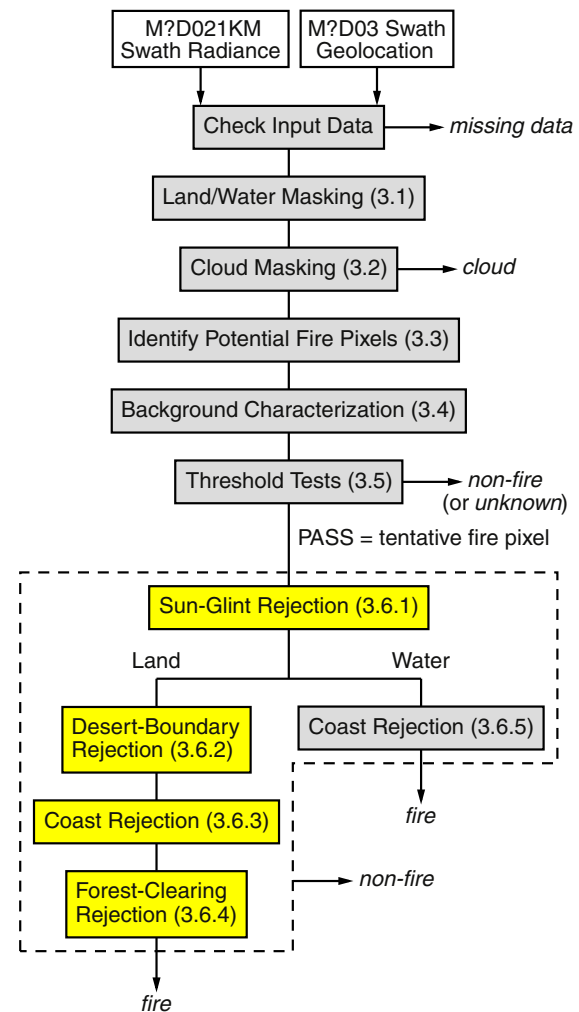 M?D021KM
Swath Radiance
M?D03 Swath
Geolocation
Check Input Data
missing data
Land/Water Masking (3.1)
Cloud Masking (3.2)
cloud
Identify Potential Fire Pixels (3.3)
Background Characterization (3.4)
Threshold Tests (3.5)
non-fire
(or unknown)
PASS = tentative fire pixel
Sun-Glint Rejection (3.6.1)
Land
Water
Desert-Boundary
Rejection (3.6.2)
Coast Rejection (3.6.5)
Coast Rejection (3.6.3)
fire
Forest-Clearing
Rejection (3.6.4)
non-fire
fire